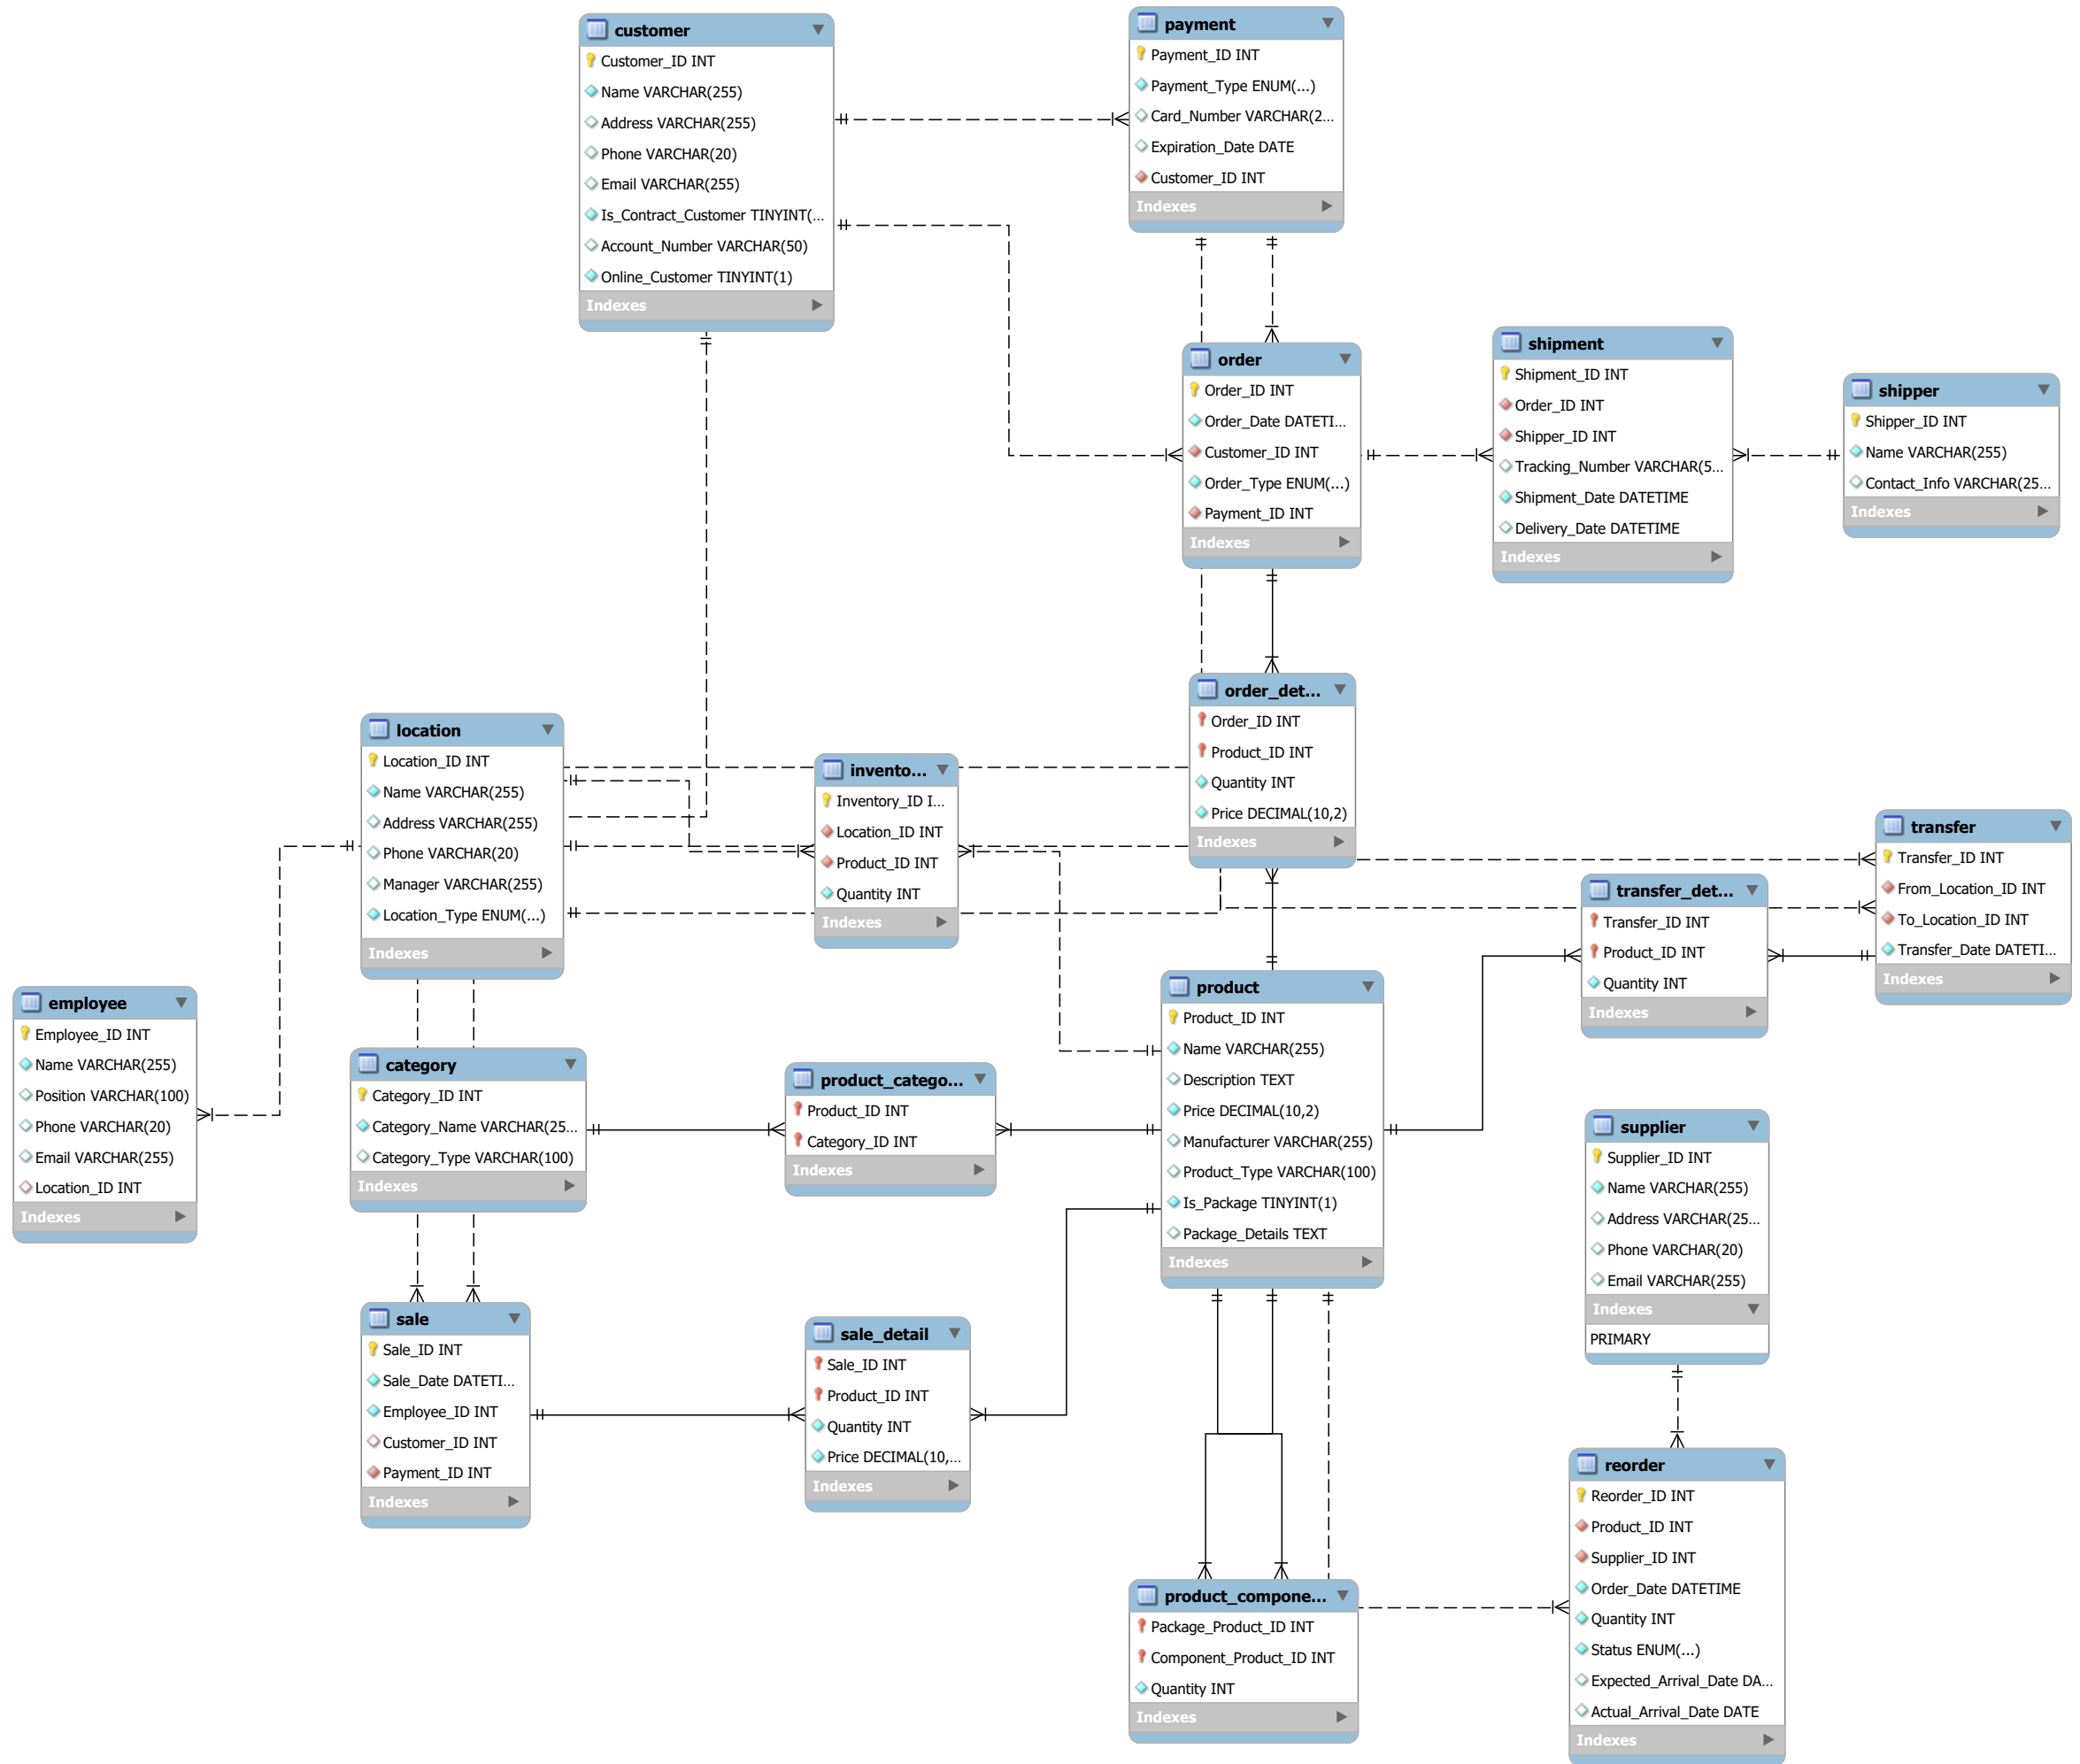 customer
Customer_ID INT
Name VARCHAR(255)
Address VARCHAR(255)
Phone VARCHAR(20)
Email VARCHAR(255)
Is_Contract_Customer TINYINT(...
Account_Number VARCHAR(50)
Online_Customer TINYINT(1)
Indexes
payment
Payment_ID INT
Payment_Type ENUM(...)
Card_Number VARCHAR(2...
Expiration_Date DATE
Customer_ID INT
Indexes
order
Order_ID INT
Order_Date DATETI...
Customer_ID INT
Order_Type ENUM(...)
Payment_ID INT
Indexes
shipment
Shipment_ID INT
Order_ID INT
Shipper_ID INT
Tracking_Number VARCHAR(5...
Shipment_Date DATETIME
Delivery_Date DATETIME
Indexes
shipper
Shipper_ID INT
Name VARCHAR(255)
Contact_Info VARCHAR(25...
Indexes
location
Location_ID INT
Name VARCHAR(255)
Address VARCHAR(255)
Phone VARCHAR(20)
Manager VARCHAR(255)
Location_Type ENUM(...)
Indexes
invento...
Inventory_ID I...
Location_ID INT
Product_ID INT
Quantity INT
Indexes
order_det...
Order_ID INT
Product_ID INT
Quantity INT
Price DECIMAL(10,2)
Indexes
transfer_det...
Transfer_ID INT
Product_ID INT
Quantity INT
Indexes
transfer
Transfer_ID INT
From_Location_ID INT
To_Location_ID INT
Transfer_Date DATETI...
Indexes
employee
Employee_ID INT
Name VARCHAR(255)
Position VARCHAR(100)
Phone VARCHAR(20)
Email VARCHAR(255)
Location_ID INT
Indexes
category
Category_ID INT
Category_Name VARCHAR(25...
Category_Type VARCHAR(100)
Indexes
product_catego...
Product_ID INT
Category_ID INT
Indexes
product
Product_ID INT
Name VARCHAR(255)
Description TEXT
Price DECIMAL(10,2)
Manufacturer VARCHAR(255)
Product_Type VARCHAR(100)
Is_Package TINYINT(1)
Package_Details TEXT
Indexes
supplier
Supplier_ID INT
Name VARCHAR(255)
Address VARCHAR(25...
Phone VARCHAR(20)
Email VARCHAR(255)
Indexes
PRIMARY
sale
Sale_ID INT
Sale_Date DATETI...
Employee_ID INT
Customer_ID INT
Payment_ID INT
Indexes
sale_detail
Sale_ID INT
Product_ID INT
Quantity INT
Price DECIMAL(10,...
Indexes
product_compone...
Package_Product_ID INT
Component_Product_ID INT
Quantity INT
Indexes
reorder
Reorder_ID INT
Product_ID INT
Supplier_ID INT
Order_Date DATETIME
Quantity INT
Status ENUM(...)
Expected_Arrival_Date DA...
Actual_Arrival_Date DATE
Indexes